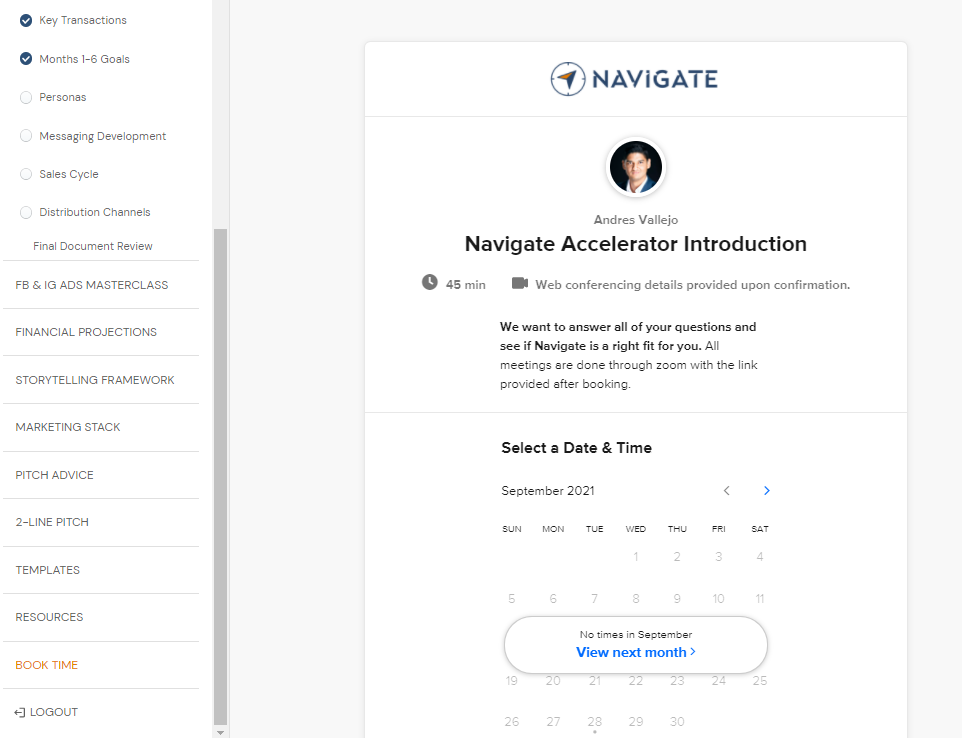 Key Transactions
Months 1-6 Goals
Personas
Messaging Development
Sales Cycle
Distribution Channels
Final Document Review
FB & IG ADS MASTERCLASS
FINANCIAL PROJECTIONS
STORYTELLING FRAMEWORK
MARKETING STACK
PITCH ADVICE
2-LINE PITCH
TEMPLATES
RESOURCES
BOOK TIME
LOGOUT
NAViGATE
Andres Vallejo
Navigate Accelerator Introduction
45 min Web conferencing details provided upon confirmation.
We want to answer all of your questions and
see if Navigate is a right fit for you. All
meetings are done through zoom with the link
provided after booking.
Select a Date & Time
September 2021
SUN MON TUE WED THU FRI SAT
1 2 3 4
5 6 7 8 9 10 11
No times in September
View next month
19 20 21 22 23 24 25
26 27 28 29 30